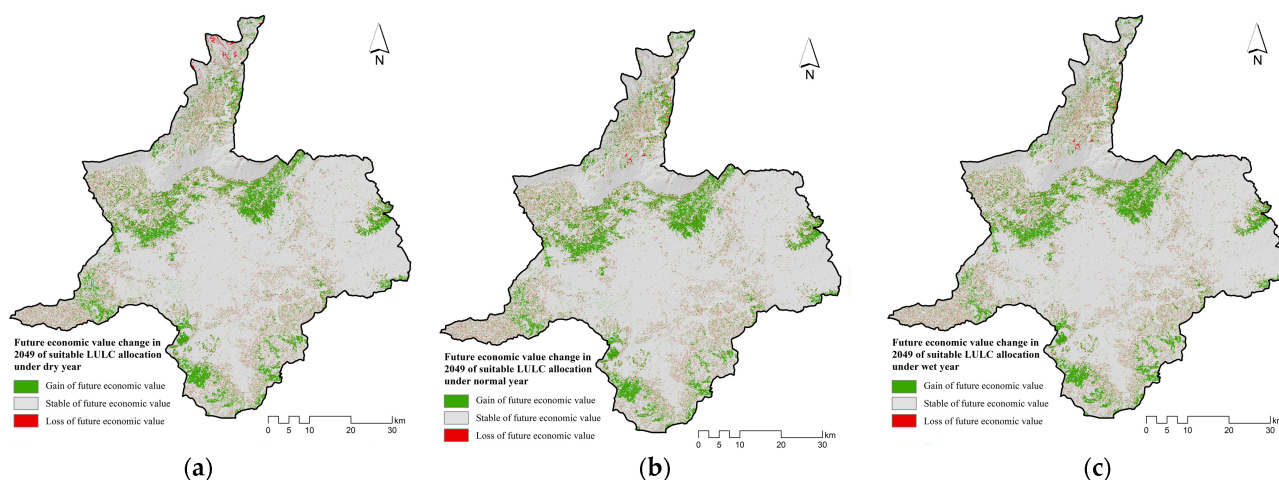 N
Future economic value change in
2049 of suitable LULC allocation
under dry year
Gain of future economic value
Stable of future economic value
Loss of future economic value
0 5 10 20 30
km
(a)
N
Future economic value change in
2049 of suitable LULC allocation
under normal year
Gain of future economic value
Stable of future economic value
Loss of future economic value
0 5 10 20 30
km
(b)
N
Future economic value change in
2049 of suitable LULC allocation
under wet year
Gain of future economic value
Stable of future economic value
Loss of future economic value
0 5 10 20 30
km
(c)